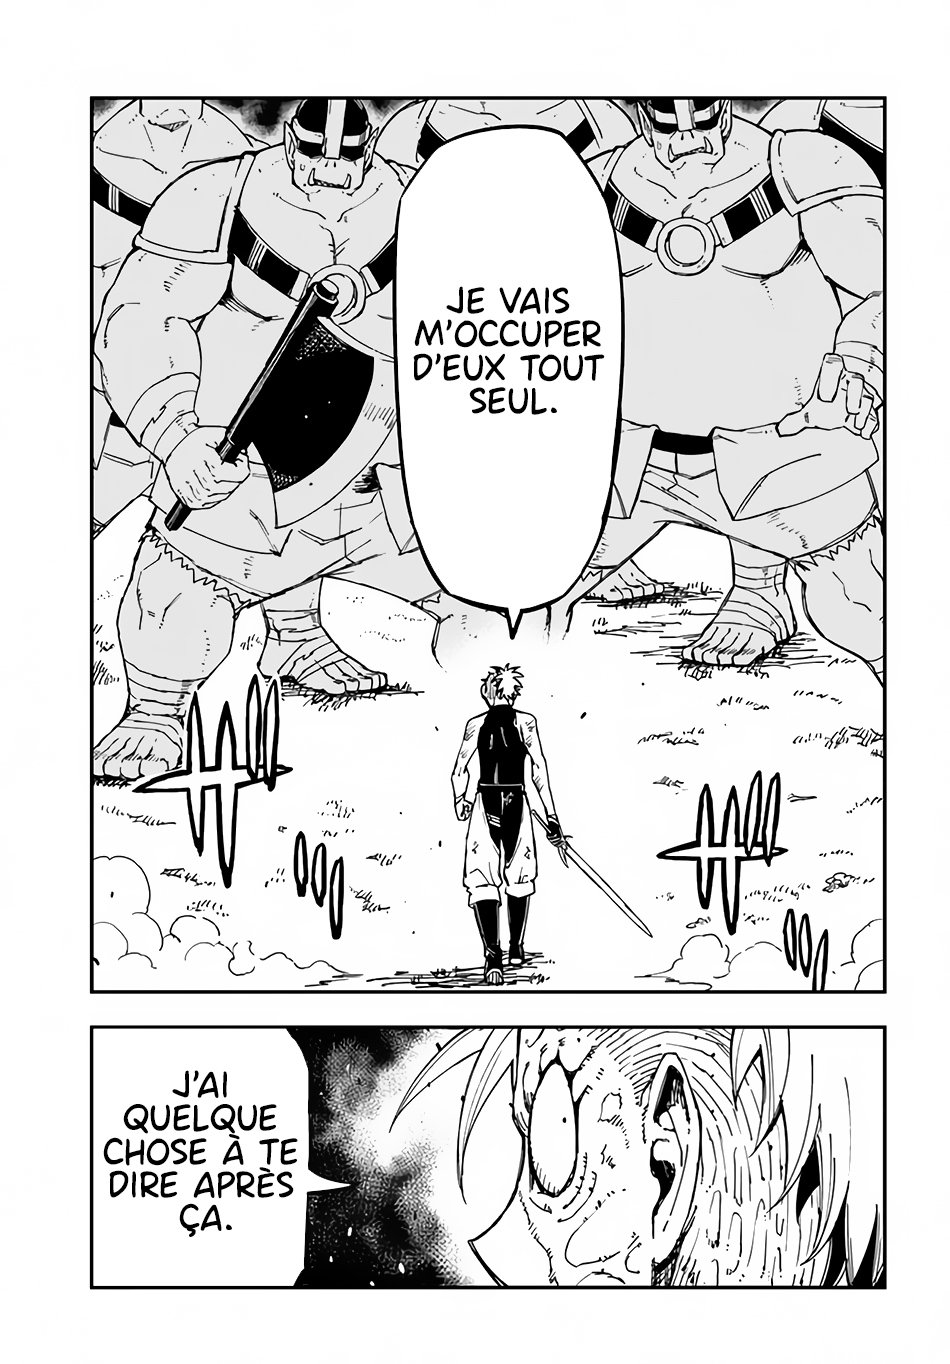 JE VAIS
M'OCCUPER
D'EUX TOUT
SEUL.
J'AI
QUELQUE
CHOSE À TE
DIRE APRÈS
ÇA.